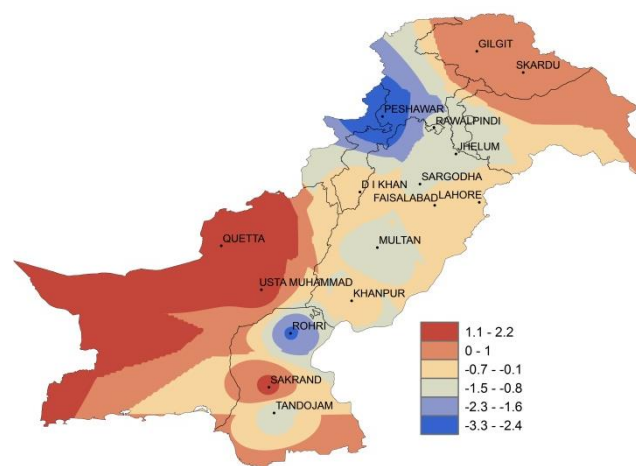 GILGIT
SKARDU
PESHAWAR
RAWALPINDI
JHELUM
SARGODHA
D I KHAN
FAISALABAD
LAHORE
QUETTA
MULTAN
USTA MUHAMMAD
KHANPUR
ROHRI
SAKRAND
TANDOJAM
1.1 - 2.2
0 - 1
-0.7 - -0.1
-1.5 - -0.8
-2.3 - -1.6
-3.3 - -2.4